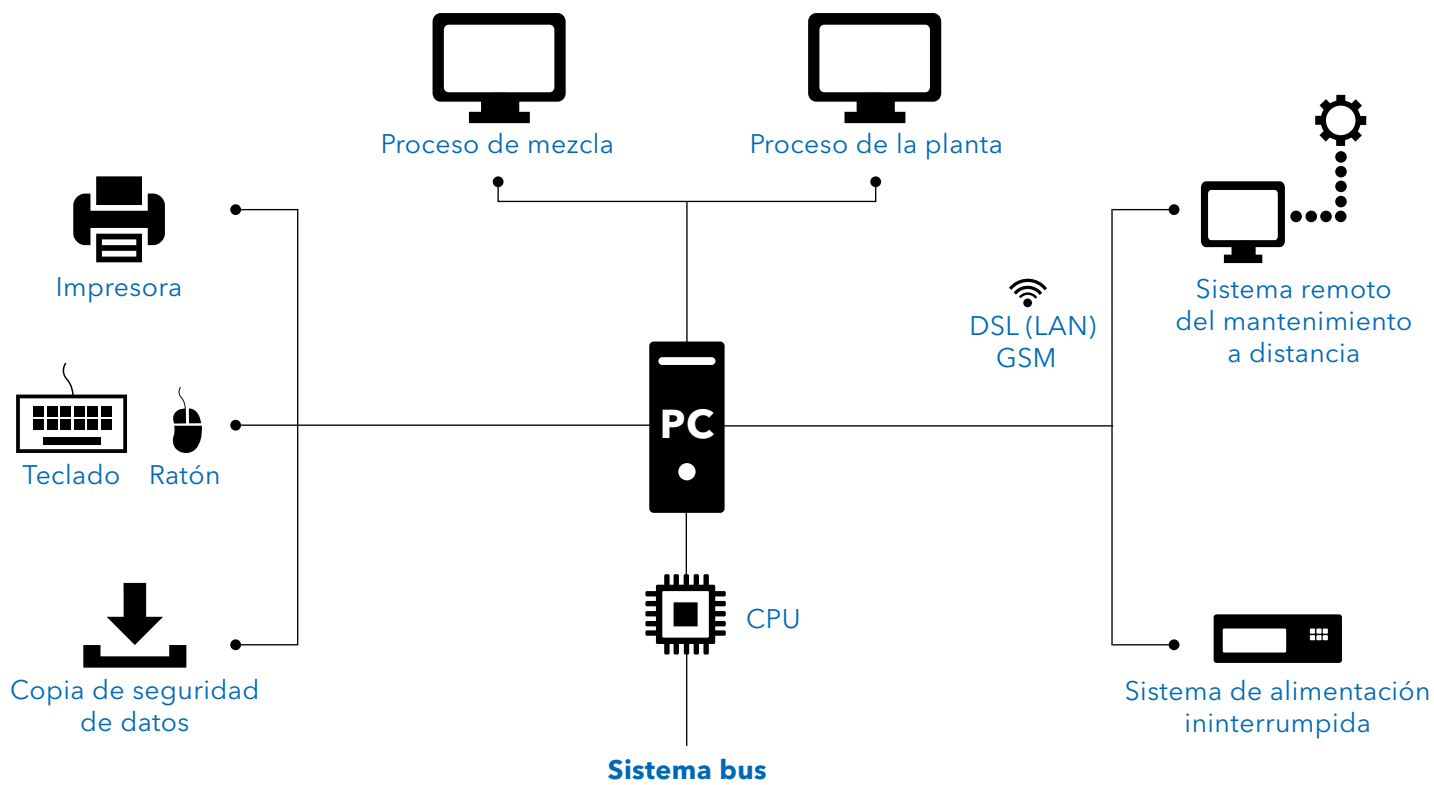 Proceso de mezcla
Proceso de la planta
Impresora
DSL (LAN)
GSM
Sistema remoto
del mantenimiento
a distancia
PC
Teclado
Ratón
CPU
Copia de seguridad
de datos
Sistema de alimentación
ininterrumpida
Sistema bus